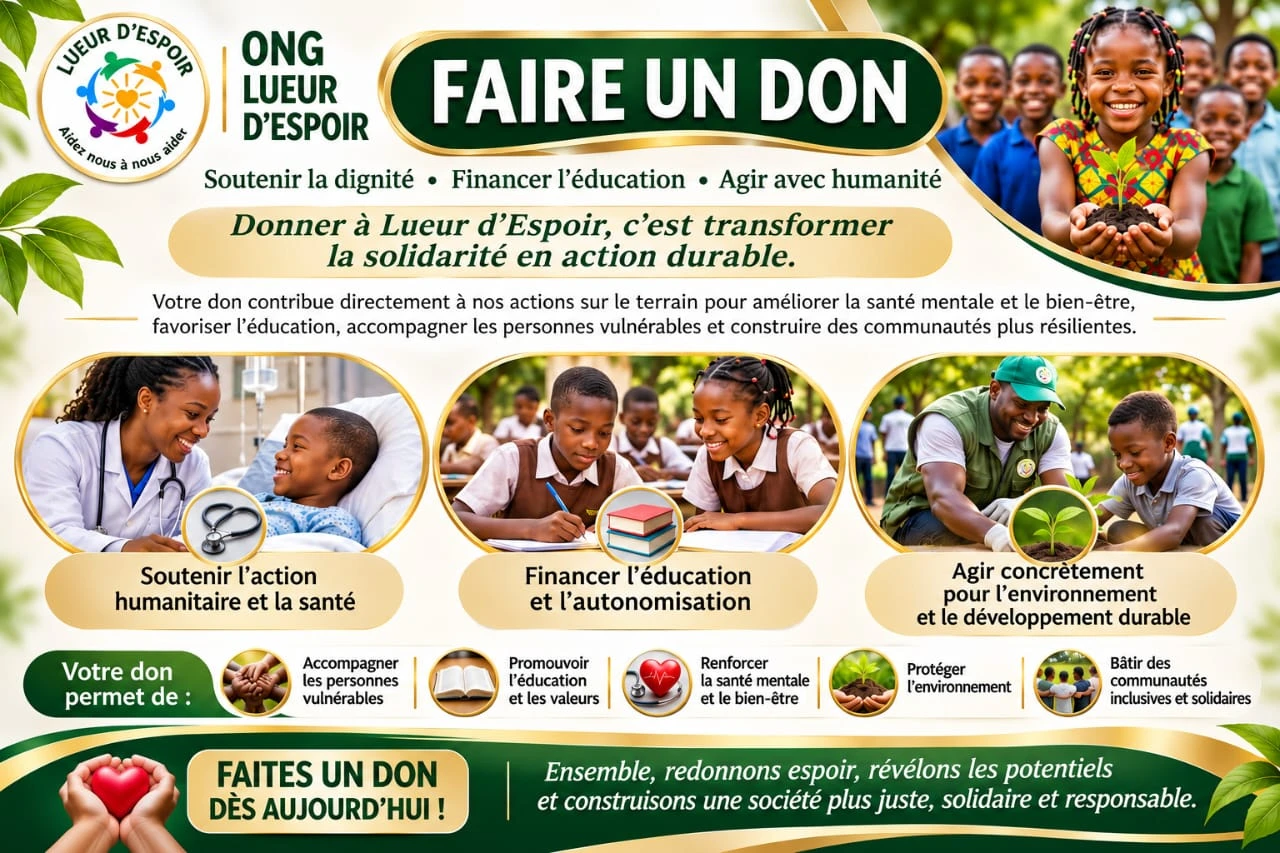 LUEUR D'ESPOIR
Aidez nous à nous aider
ONG
LUEUR
D'ESPOIR
FAIRE UN DON
Soutenir la dignité • Financer l'éducation • Agir avec humanité
Donner à Lueur d'Espoir, c'est transformer
la solidarité en action durable.
Votre don contribue directement à nos actions sur le terrain pour améliorer la santé mentale et le bien-être,
favoriser l'éducation, accompagner les personnes vulnérables et construire des communautés plus résilientes.
Soutenir l'action
humanitaire et la santé
Financer l'éducation
et l'autonomisation
Agir concrètement
pour l'environnement
et le développement durable
Votre don
permet de :
Accompagner
les personnes
vulnérables
Promouvoir
l'éducation
et les valeurs
Renforcer
la santé mentale
et le bien-être
Protéger
l'environnement
Bâtir des
communautés
inclusives et solidaires
FAITES UN DON
DÈS AUJOURD'HUI !
Ensemble, redonnons espoir, révélons les potentiels
et construisons une société plus juste, solidaire et responsable.